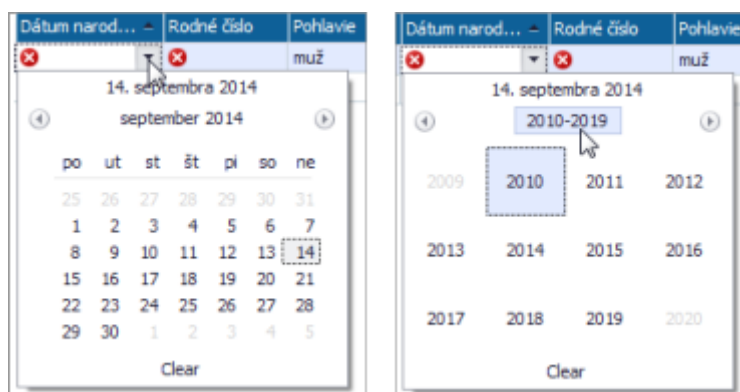 Dátum narod... Rodné číslo Pohlavie
muž
14. septembra 2014
september 2014
po ut st št pi so ne
25 26 27 28 29 30 31
1 2 3 4 5 6 7
8 9 10 11 12 13 14
15 16 17 18 19 20 21
22 23 24 25 26 27 28
29 30 1 2 3 4 5
Clear
Dátum narod... Rodné číslo Pohlavie
muž
14. septembra 2014
2010-2019
2009 2010 2011 2012
2013 2014 2015 2016
2017 2018 2019 2020
Clear